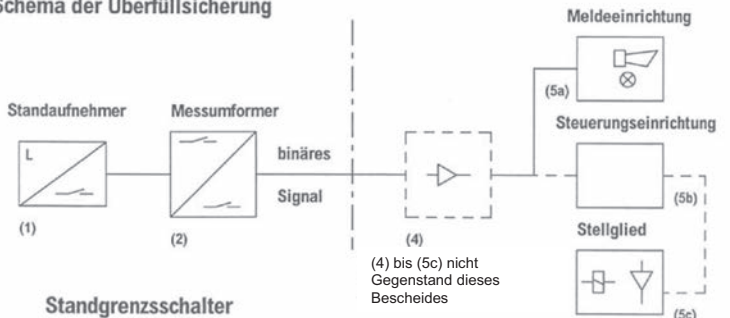 Schema der Überfüllsicherung
Meldeeinrichtung
(5a)
Standaufnehmer
Messumformer
Steuerungseinrichtung
L
binäres
Signal
(5b)
(1)
(2)
(4)
Stellglied
(4) bis (5c) nicht
Gegenstand dieses
Bescheides
Standgrenzsschalter
(5c)